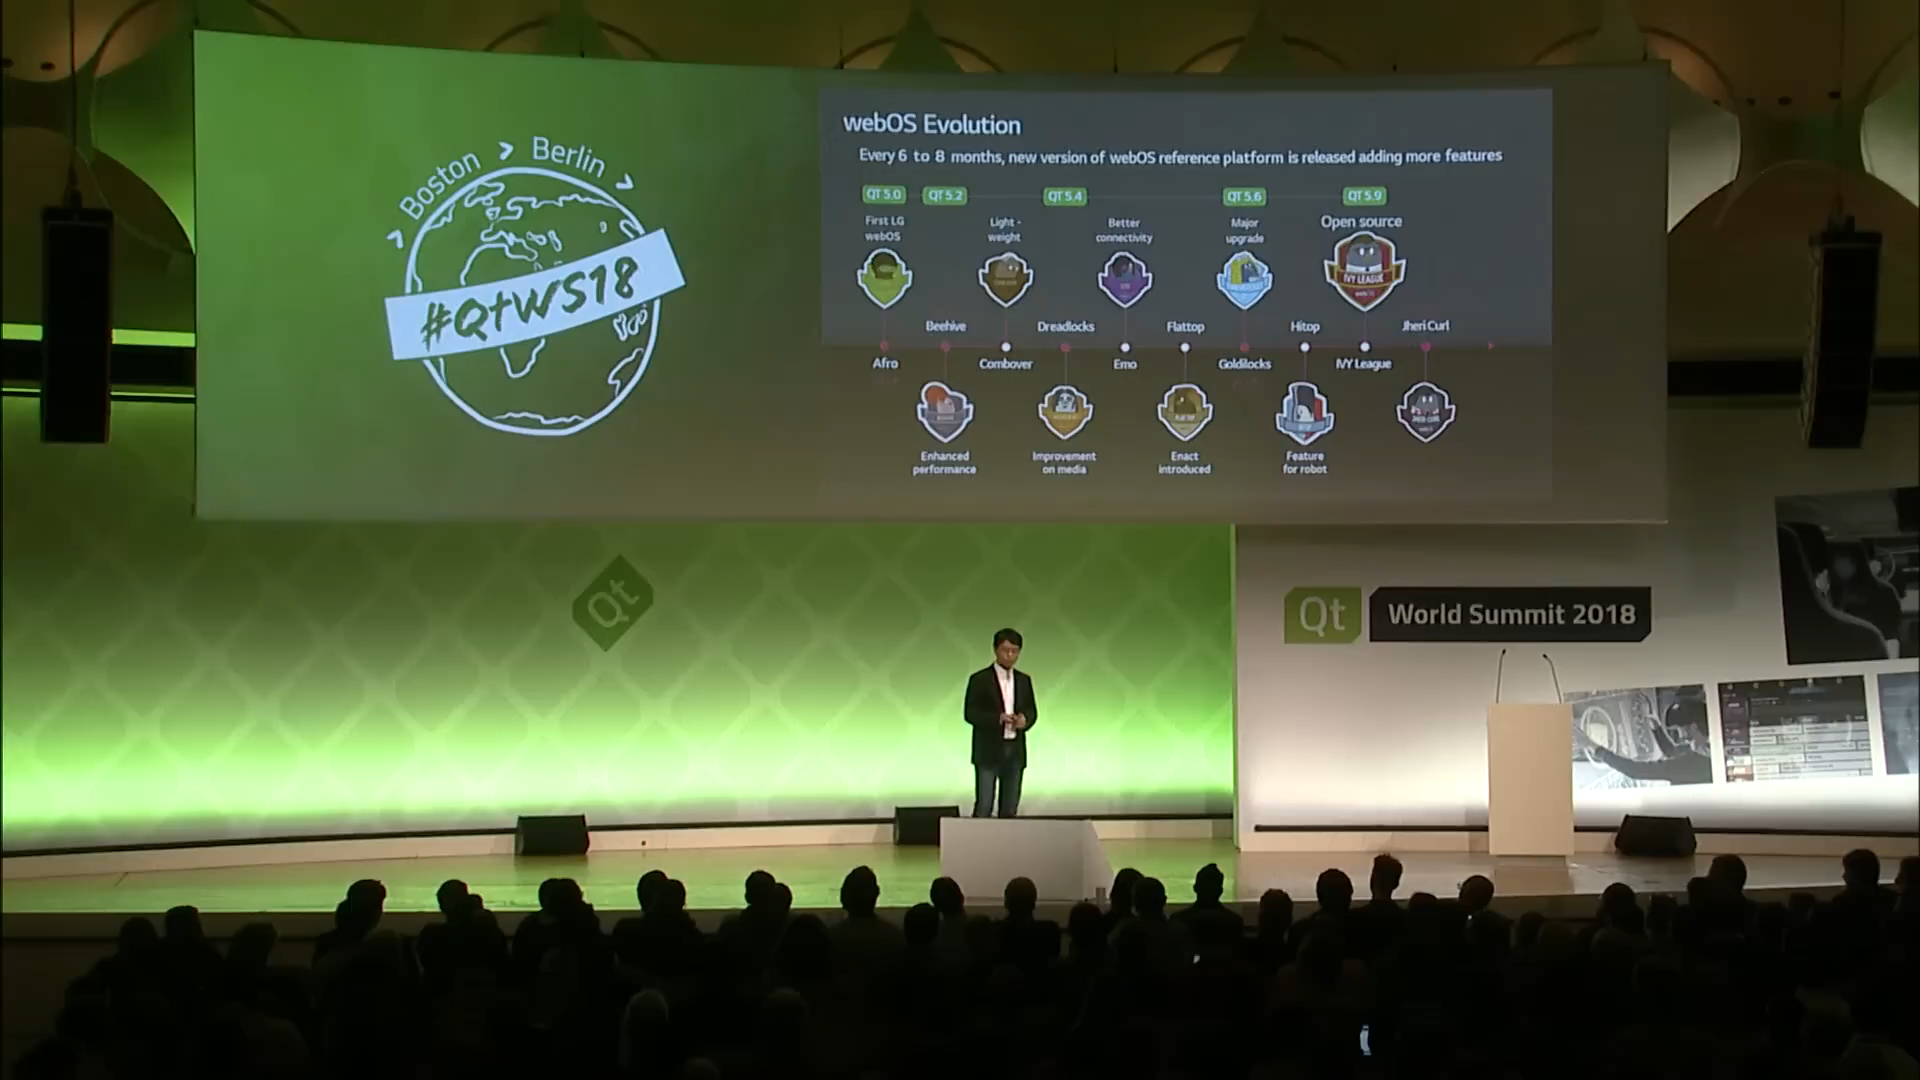 > Boston > Berlin >
#QtWS18
webOS Evolution
Every 6 to 8 months, new version of webOS reference platform is released adding more features
QT 5.0
QT 5.2
QT 5.4
QT 5.6
QT 5.9
First LG
webOS
Light -
weight
Better
connectivity
Major
upgrade
Open source
IVY LEAGUE
Beehive
Dreadlocks
Flattop
Hitop
Jheri Curl
Afro
Combover
Emo
Goldilocks
IVY League
Enhanced
performance
Improvement
on media
Enact
introduced
Feature
for robot
Qt
Qt
World Summit 2018